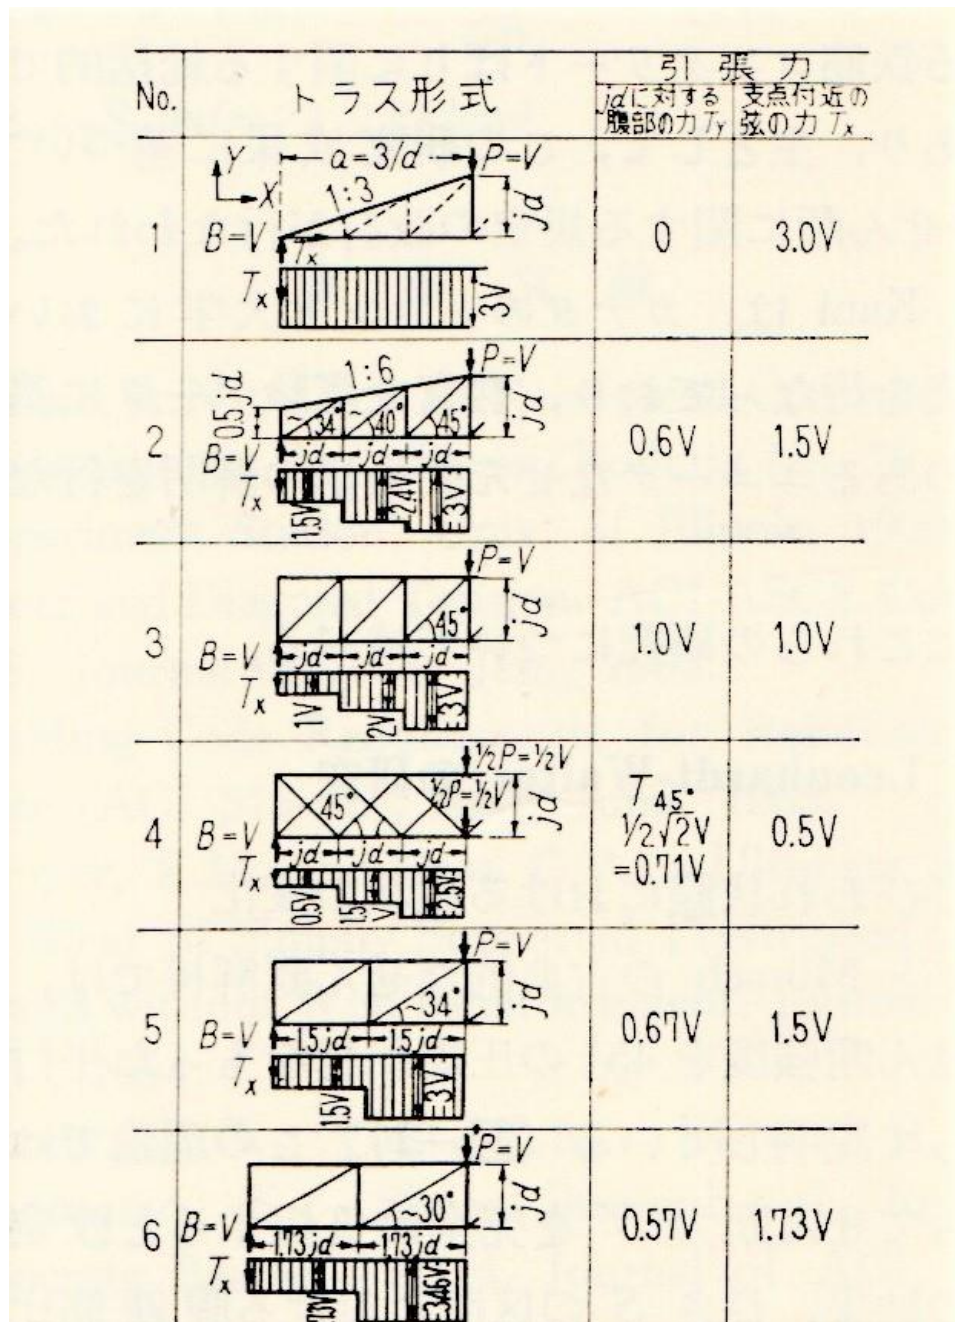 No.
トラス形式
引張力
jdに対する
腹部の力 Ty
支点付近の
弦の力 Tx
1
Y
X
a=3/d
P=V
1:3
jd
B=V
Tx
Tx
3V
0
3.0V
2
P=V
1:6
0.5jd
~34°
~40°
45°
jd
B=V
jd
jd
jd
Tx
1.5V
2.4V
3V
0.6V
1.5V
3
P=V
45°
jd
B=V
jd
jd
jd
Tx
1V
2V
3V
1.0V
1.0V
4
½P=½V
½P=½V
45°
jd
B=V
jd
jd
jd
Tx
0.5V
1.5
V
2.5V
T 45°
½√2V
=0.71V
0.5V
5
P=V
~34°
jd
B=V
1.5jd
1.5jd
Tx
1.5V
3V
0.67V
1.5V
6
P=V
~30°
jd
B=V
1.73jd
1.73jd
Tx
.73V
3.46V
0.57V
1.73V